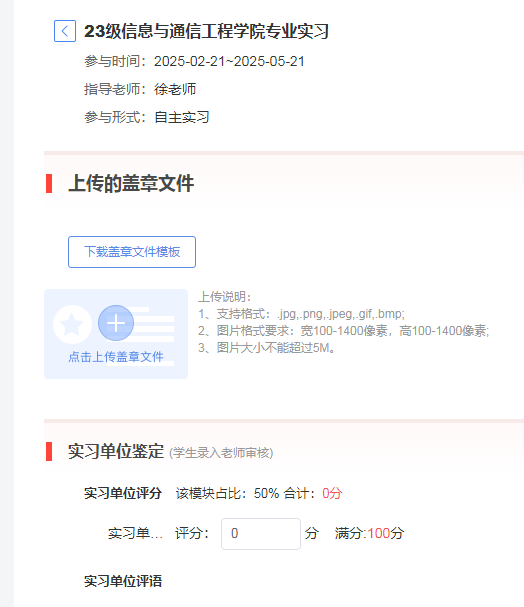 23级信息与通信工程学院专业实习
参与时间：2025-02-21~2025-05-21
指导老师：徐老师
参与形式：自主实习
上传的盖章文件
下载盖章文件模板
点击上传盖章文件
上传说明：
1、支持格式：.jpg,.png,.jpeg,.gif,.bmp;
2、图片格式要求：宽100-1400像素，高100-1400像素;
3、图片大小不能超过5M。
实习单位鉴定 (学生录入老师审核)
实习单位评分 该模块占比：50% 合计：0分
实习单... 评分： 0 分 满分:100分
实习单位评语